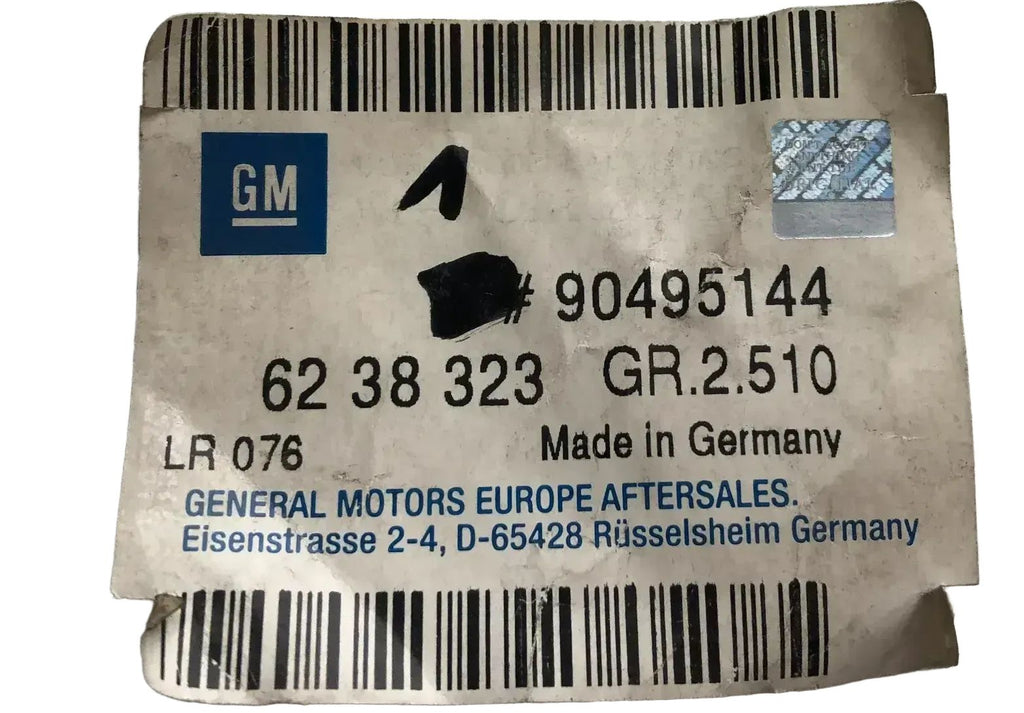 GM
1
# 90495144
62 38 323 GR.2.510
LR 076 Made in Germany
GENERAL MOTORS EUROPE AFTERSALES.
Eisenstrasse 2-4, D-65428 Rüsselsheim Germany